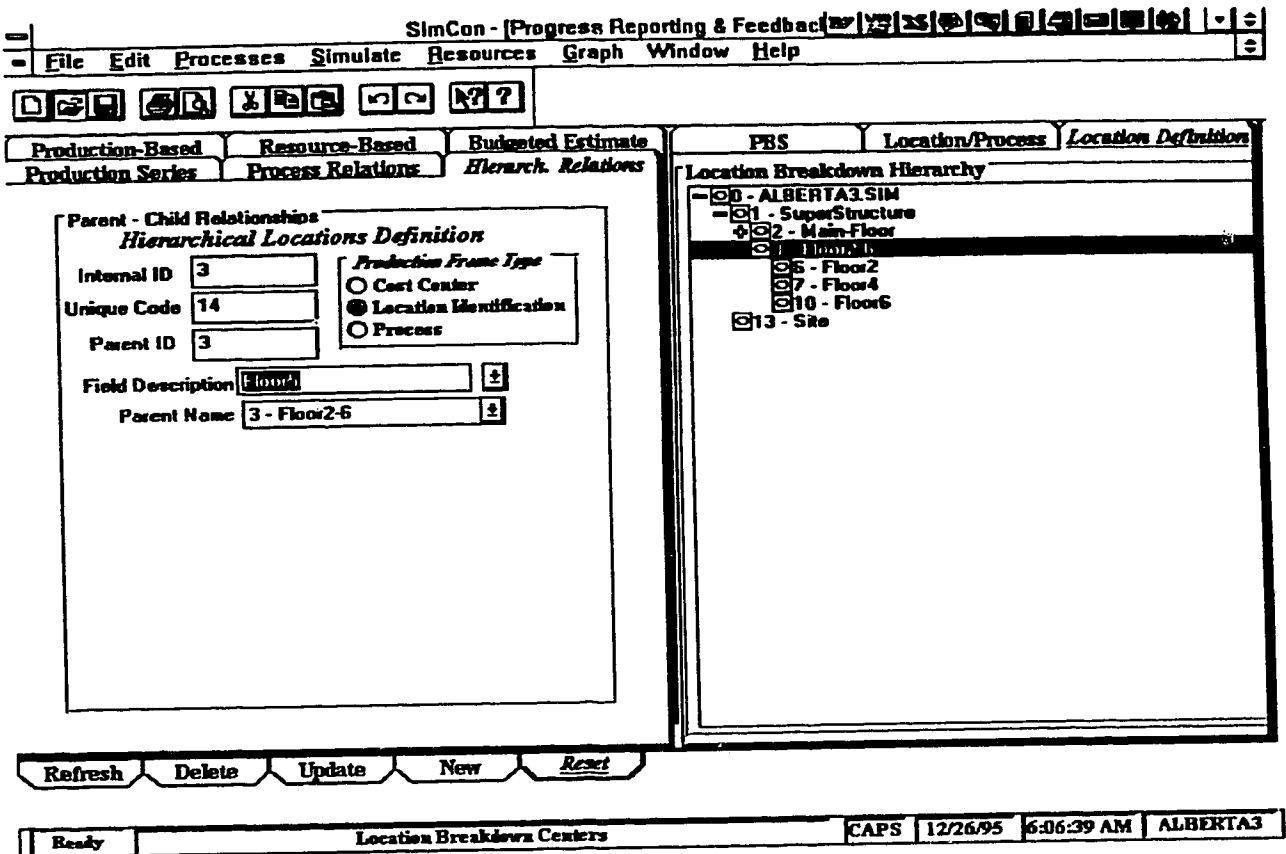 SimCon - [Progress Reporting & Feedbac
File Edit Processes Simulate Resources Graph Window Help
Production-Based Resource-Based Budgeted Estimate
Production Series Process Relations Hierarch. Relations
PBS Location/Process Location Definition
Parent - Child Relationships
Hierarchical Locations Definition
Internal ID 3
Unique Code 14
Parent ID 3
Production Frame Type
Cost Center
Location Identification
Process
Field Description
Parent Name 3 - Floor2-6
Location Breakdown Hierarchy
0 - ALBERTA3.SIM
1 - SuperStructure
2 - Main-Floor
6 - Floor2
7 - Floor4
10 - Floor6
13 - Site
Refresh Delete Update New Reset
Ready Location Breakdown Centers CAPS 12/26/95 6:06:39 AM ALBERTA3